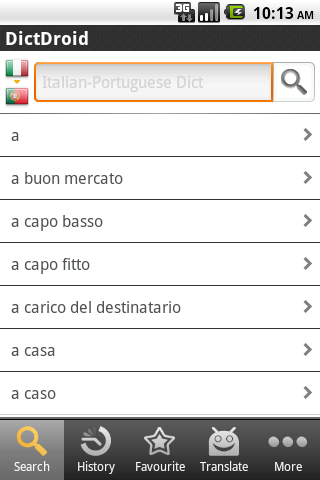 3G 10:13 AM
DictDroid
Italian-Portuguese Dict
a
a buon mercato
a capo basso
a capo fitto
a carico del destinatario
a casa
a caso
Search History Favourite Translate More